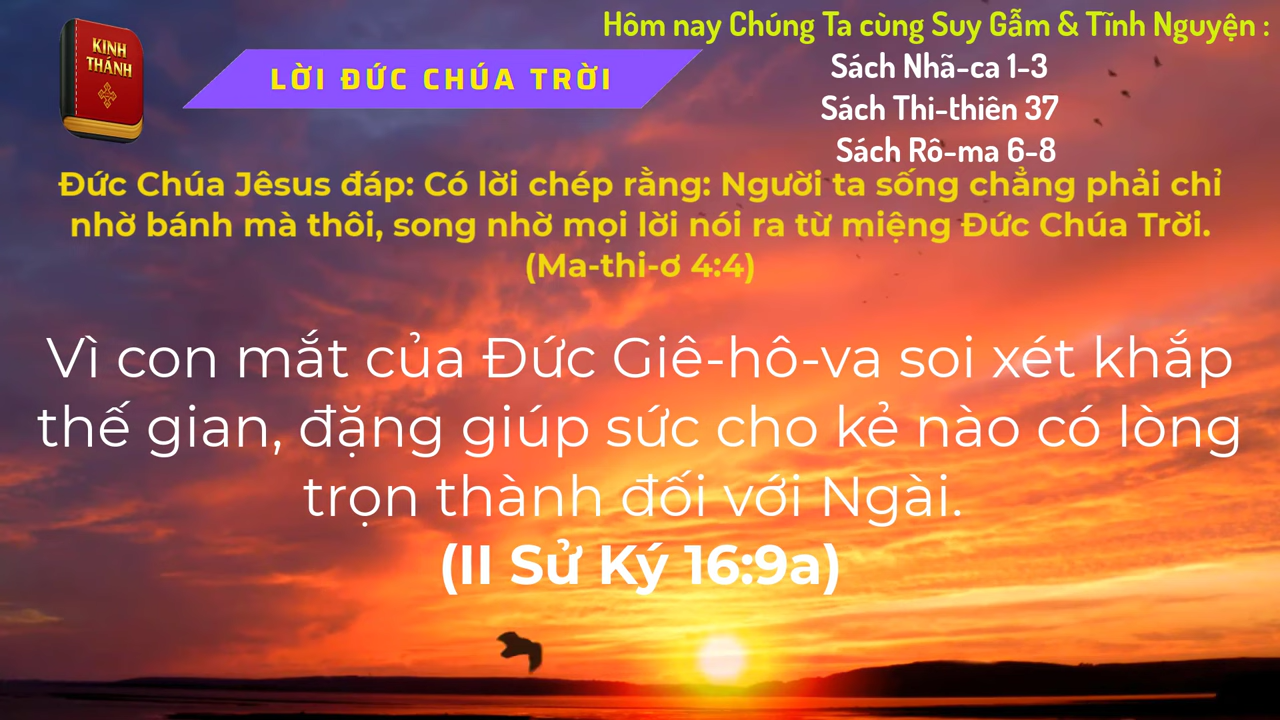 KINH
THÁNH
LỜI ĐỨC CHÚA TRỜI
Hôm nay Chúng Ta cùng Suy Gẫm & Tĩnh Nguyện :
Sách Nhã-ca 1-3
Sách Thi-thiên 37
Sách Rô-ma 6-8
Đức Chúa Jêsus đáp: Có lời chép rằng: Người ta sống chẳng phải chỉ
nhờ bánh mà thôi, song nhờ mọi lời nói ra từ miệng Đức Chúa Trời.
(Ma-thi-ơ 4:4)
Vì con mắt của Đức Giê-hô-va soi xét khắp
thế gian, đặng giúp sức cho kẻ nào có lòng
trọn thành đối với Ngài.
(II Sử Ký 16:9a)